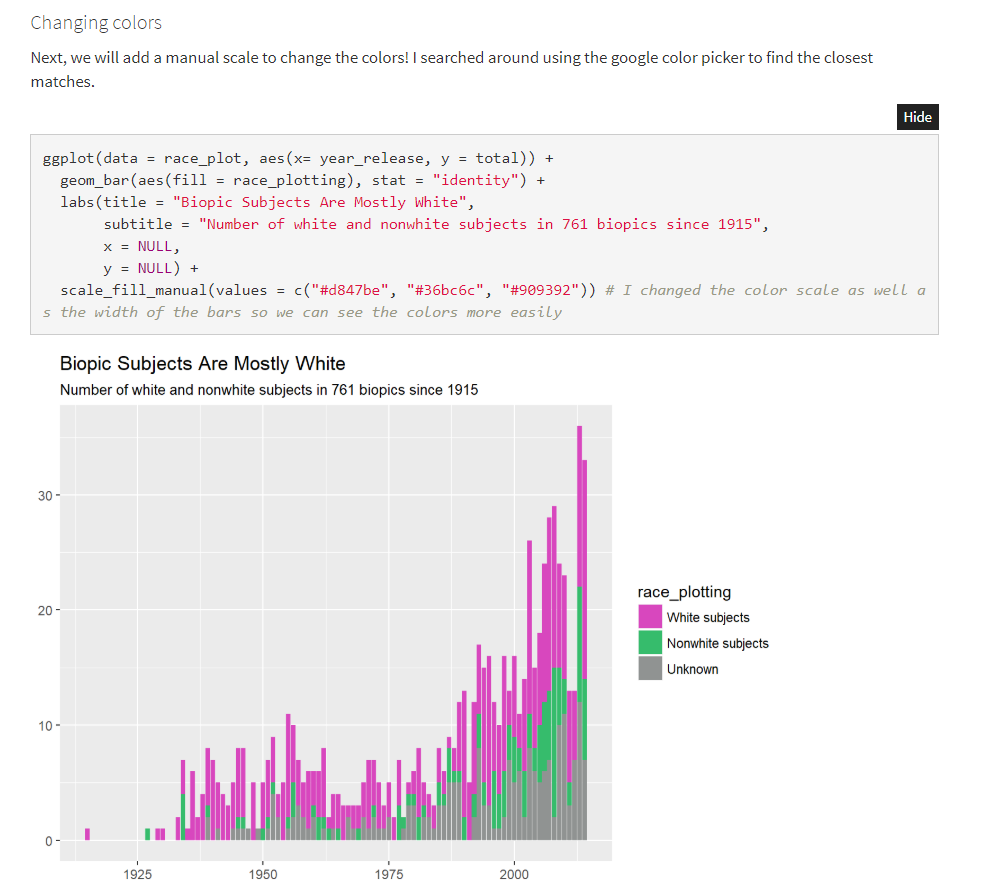 Changing colors
Next, we will add a manual scale to change the colors! I searched around using the google color picker to find the closest
matches.
Hide
ggplot(data = race_plot, aes(x= year_release, y = total)) +
  geom_bar(aes(fill = race_plotting), stat = "identity") +
  labs(title = "Biopic Subjects Are Mostly White",
       subtitle = "Number of white and nonwhite subjects in 761 biopics since 1915",
       x = NULL,
       y = NULL) +
  scale_fill_manual(values = c("#d847be", "#36bc6c", "#909392")) # I changed the color scale as well a
s the width of the bars so we can see the colors more easily
Biopic Subjects Are Mostly White
Number of white and nonwhite subjects in 761 biopics since 1915
30
20
10
0
1925 1950 1975 2000
race_plotting
White subjects
Nonwhite subjects
Unknown